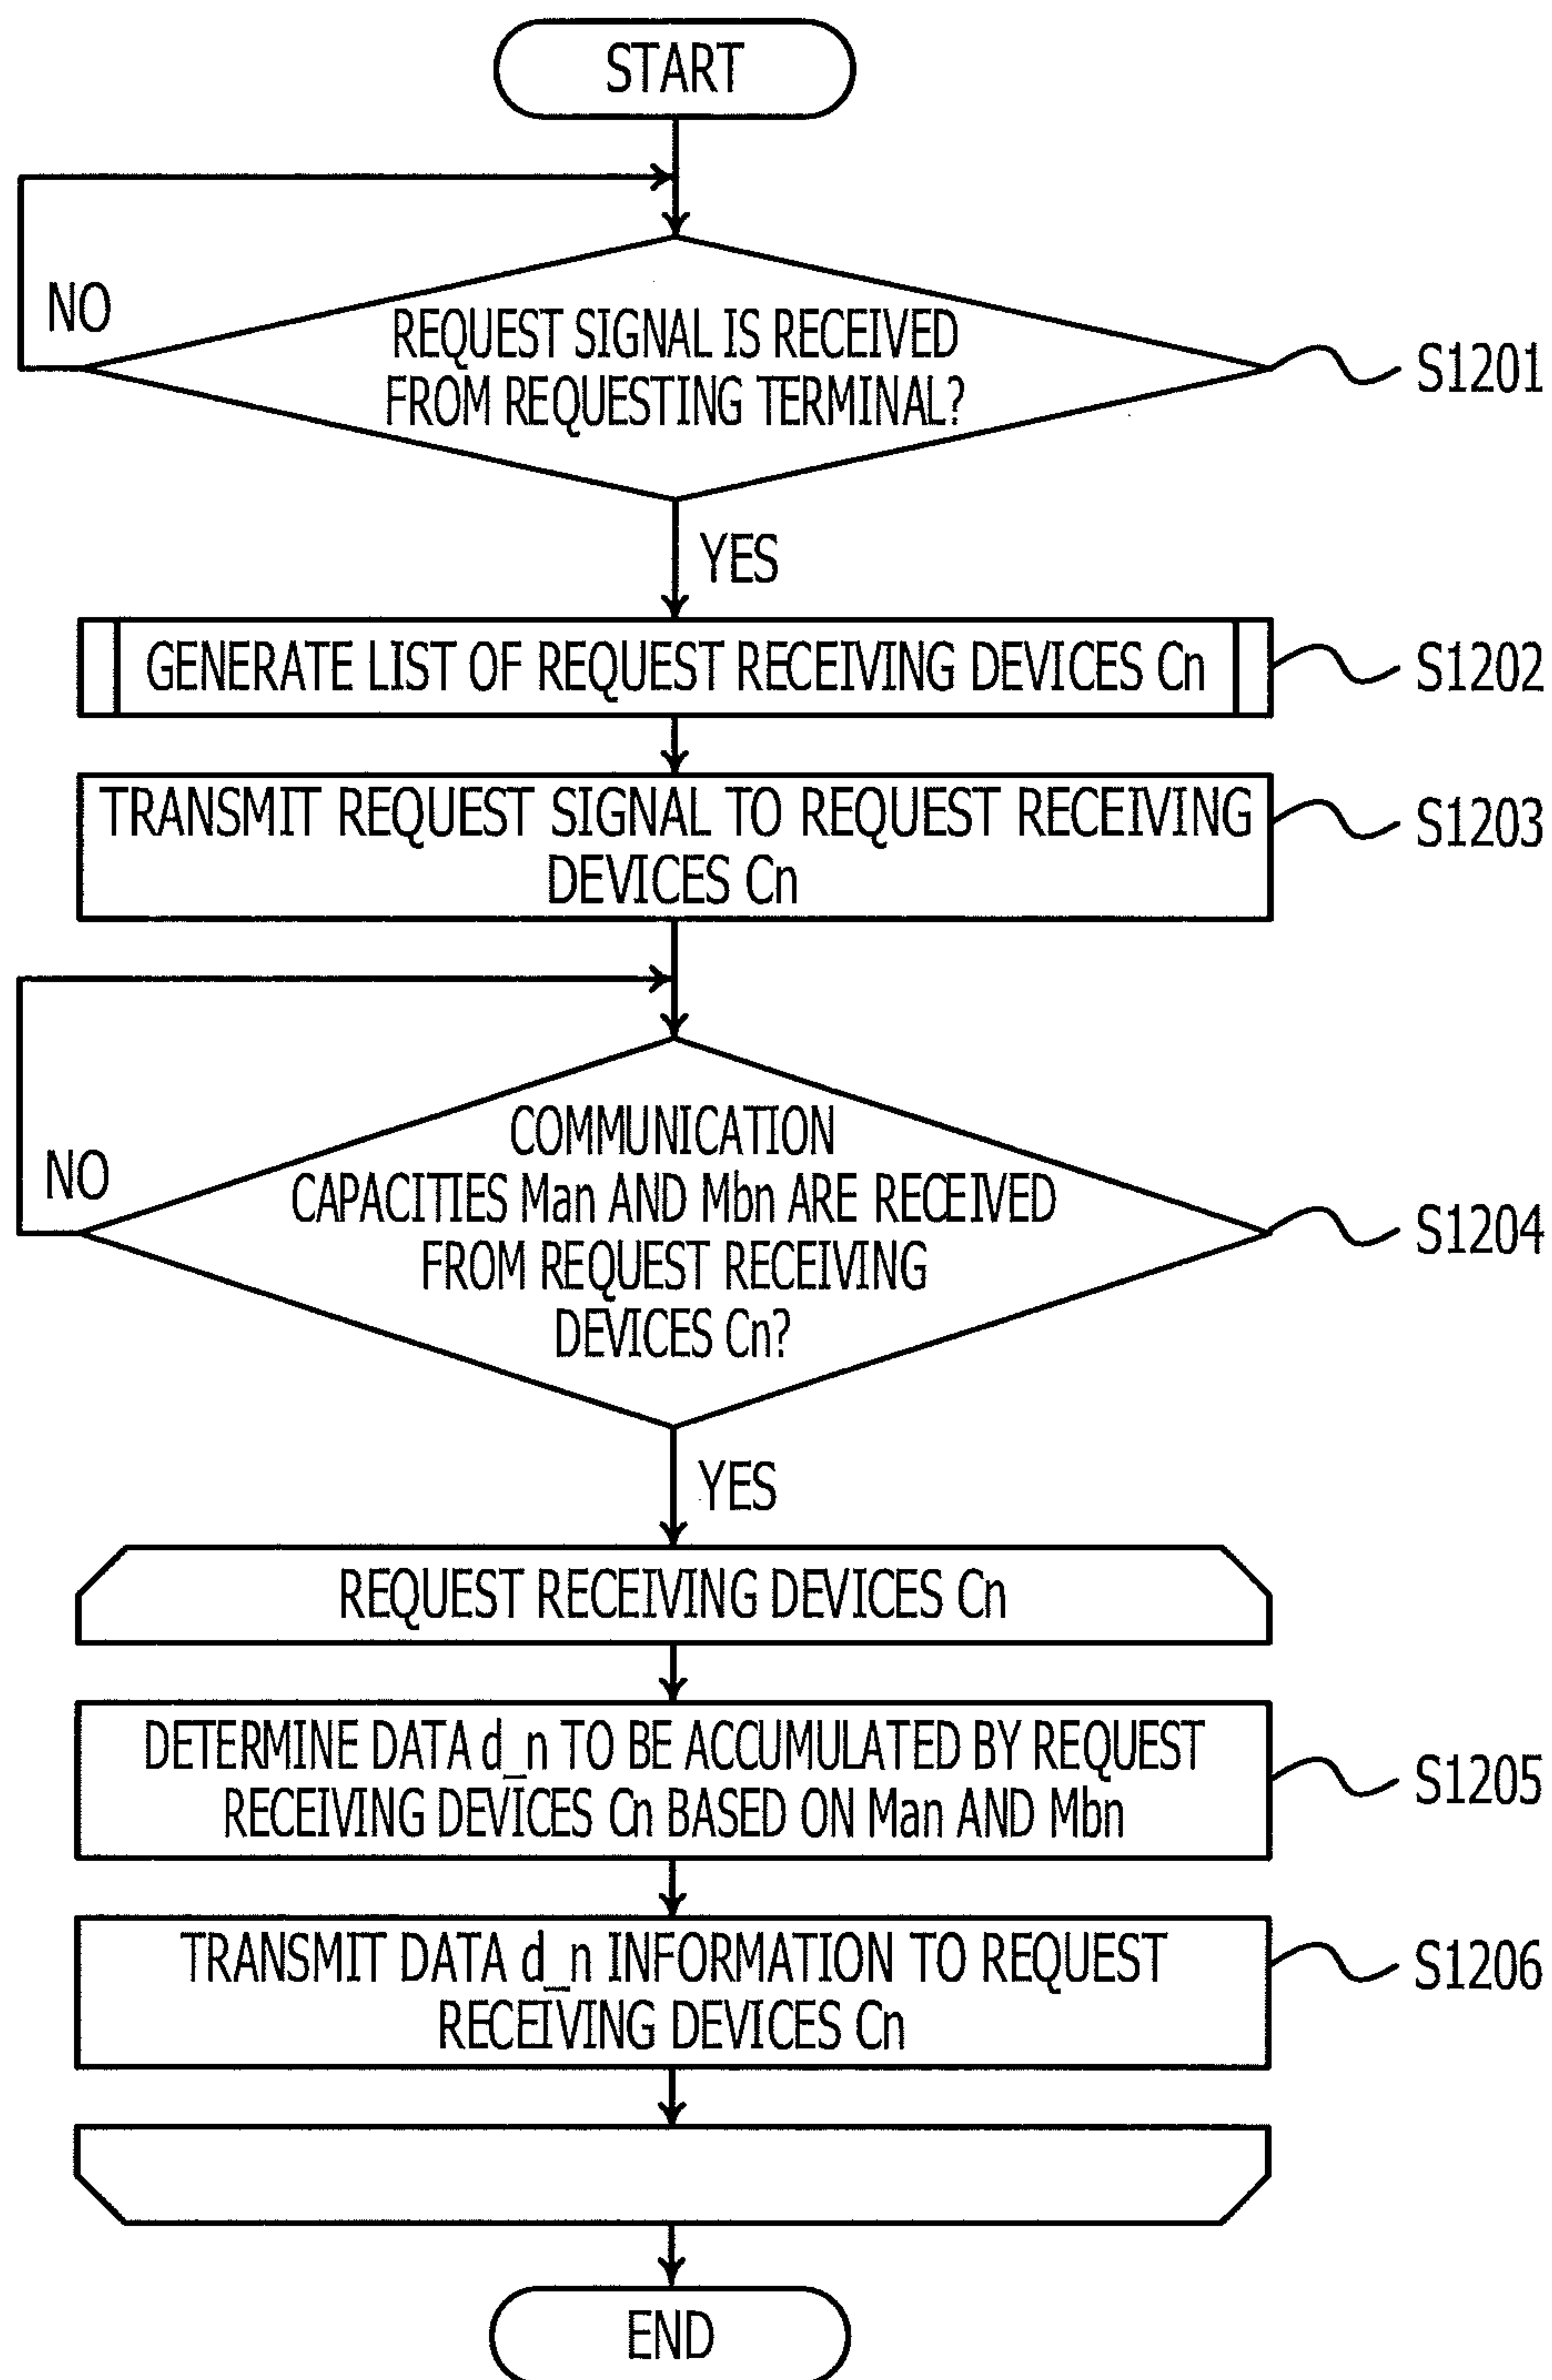 START
NO
REQUEST SIGNAL IS RECEIVED
FROM REQUESTING TERMINAL?
S1201
YES
GENERATE LIST OF REQUEST RECEIVING DEVICES Cn
S1202
TRANSMIT REQUEST SIGNAL TO REQUEST RECEIVING
DEVICES Cn
S1203
NO
COMMUNICATION
CAPACITIES Man AND Mbn ARE RECEIVED
FROM REQUEST RECEIVING
DEVICES Cn?
S1204
YES
REQUEST RECEIVING DEVICES Cn
DETERMINE DATA d_n TO BE ACCUMULATED BY REQUEST
RECEIVING DEVICES Cn BASED ON Man AND Mbn
S1205
TRANSMIT DATA d_n INFORMATION TO REQUEST
RECEIVING DEVICES Cn
S1206
END